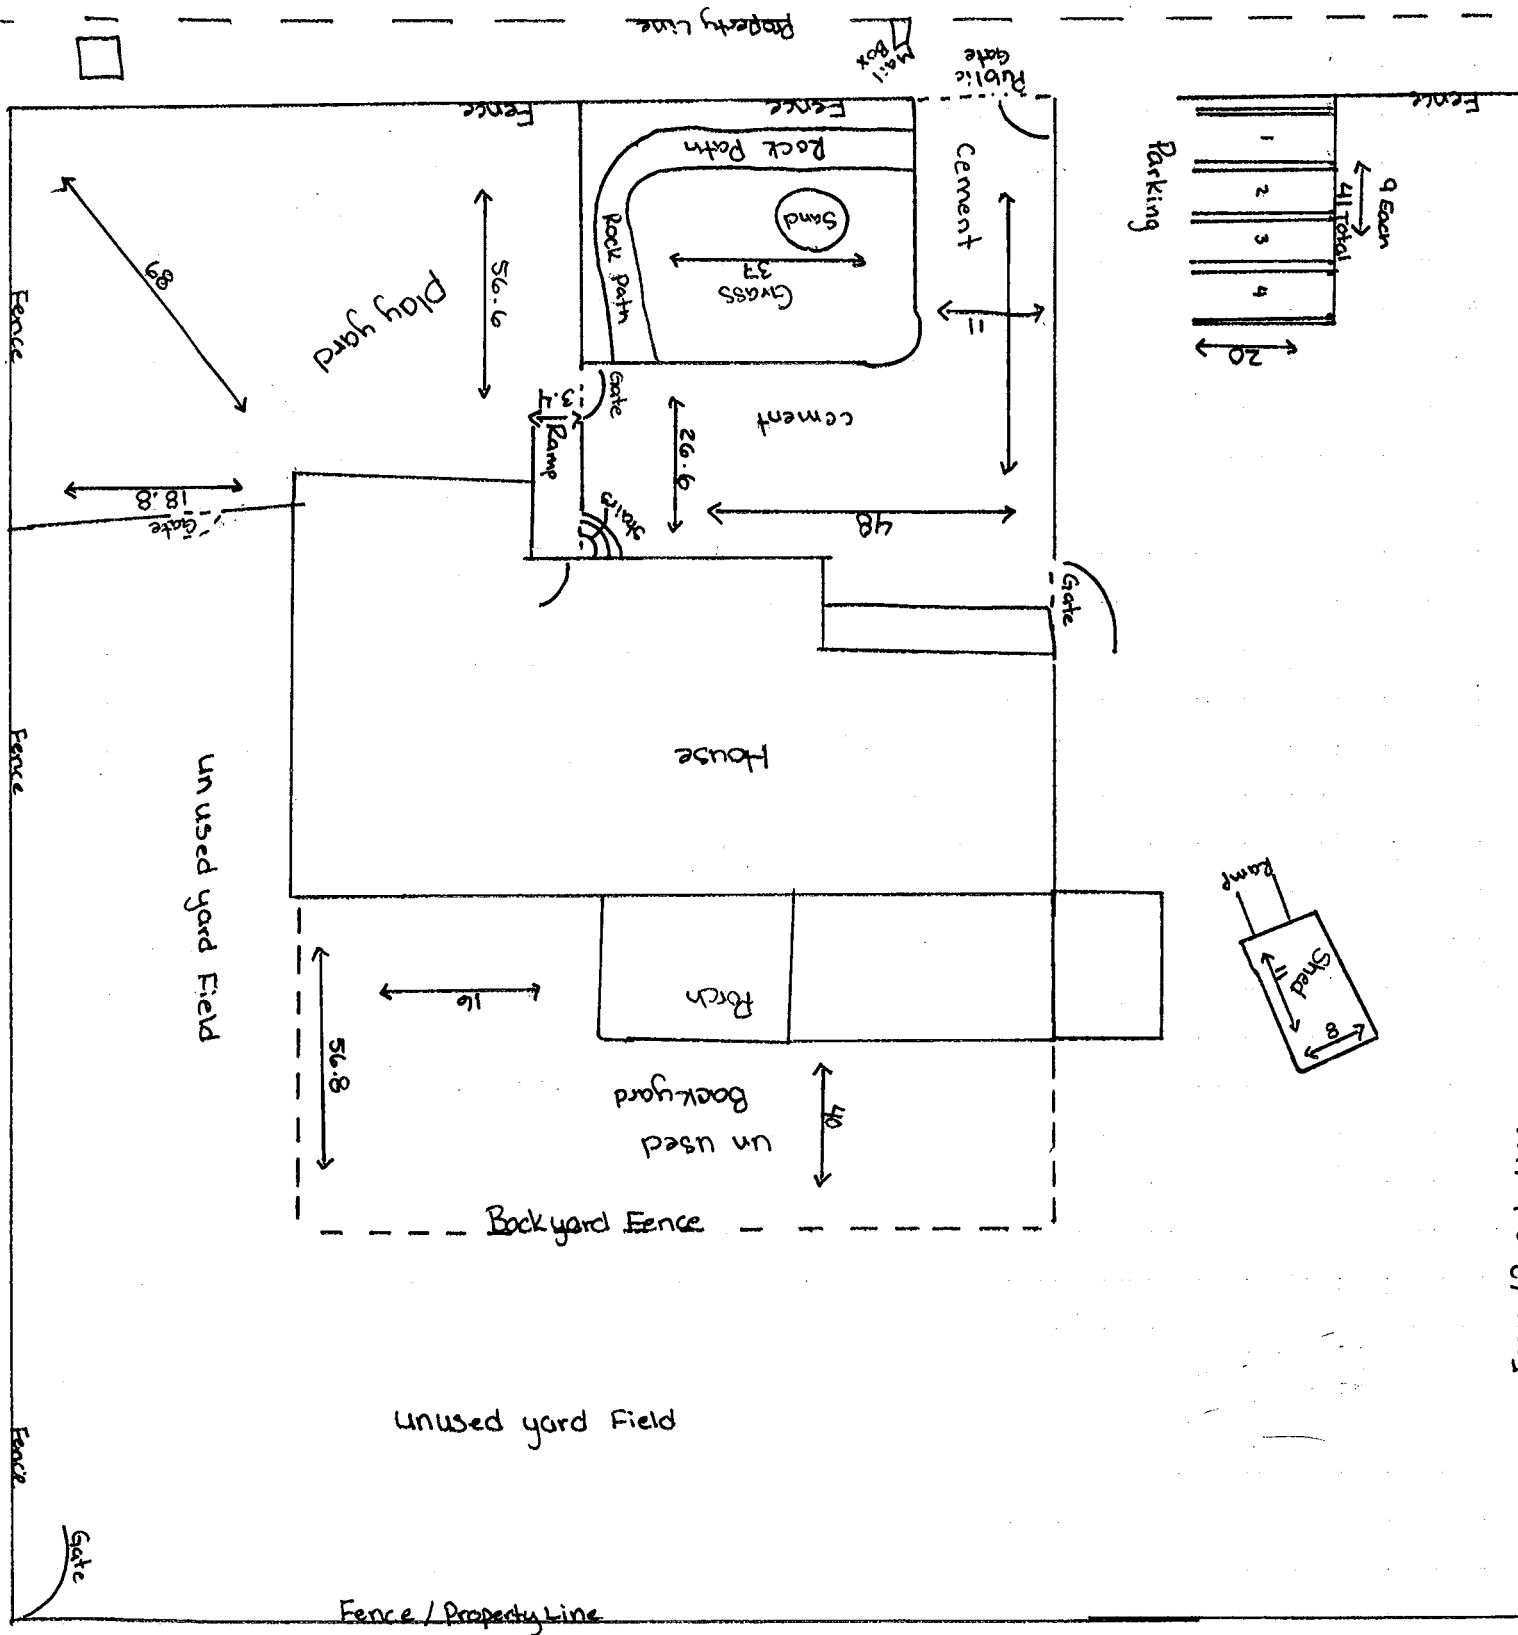 Property Line
Mail
Box
Public
Gate
Fence
Fence
Fence
Rock Path
Cement
Parking
1
2
3
4
9 Each
41 Total
20
Sand
Rock Path
37
Grass
11
89
Play yard
56.6
Fence
Gate
3.4
Ramp
26.6
cement
Stairs
48
18.8
Gate
Gate
House
Fence
unused yard Field
Ramp
Shed
11
8
16
Porch
56.8
40
un used
Backyard
Backyard Fence
unused yard Field
Fence
Gate
Fence / Property Line